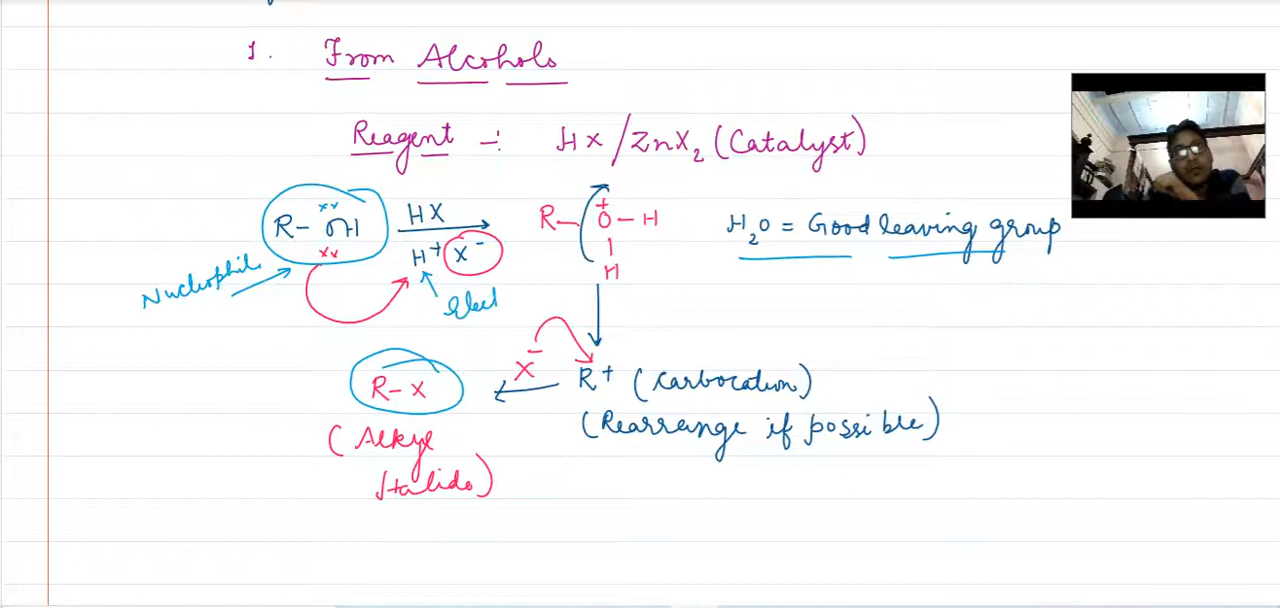 1. From Alcohols
Reagent -: HX/ZnX2 (Catalyst)
R-OH HX R-O+-H H2O = Good leaving group
H+ X-
H
Nucleophile Elect
X-
R-X R+ (Carbocation)
(Rearrange if possible)
(Alkyl
Halide)